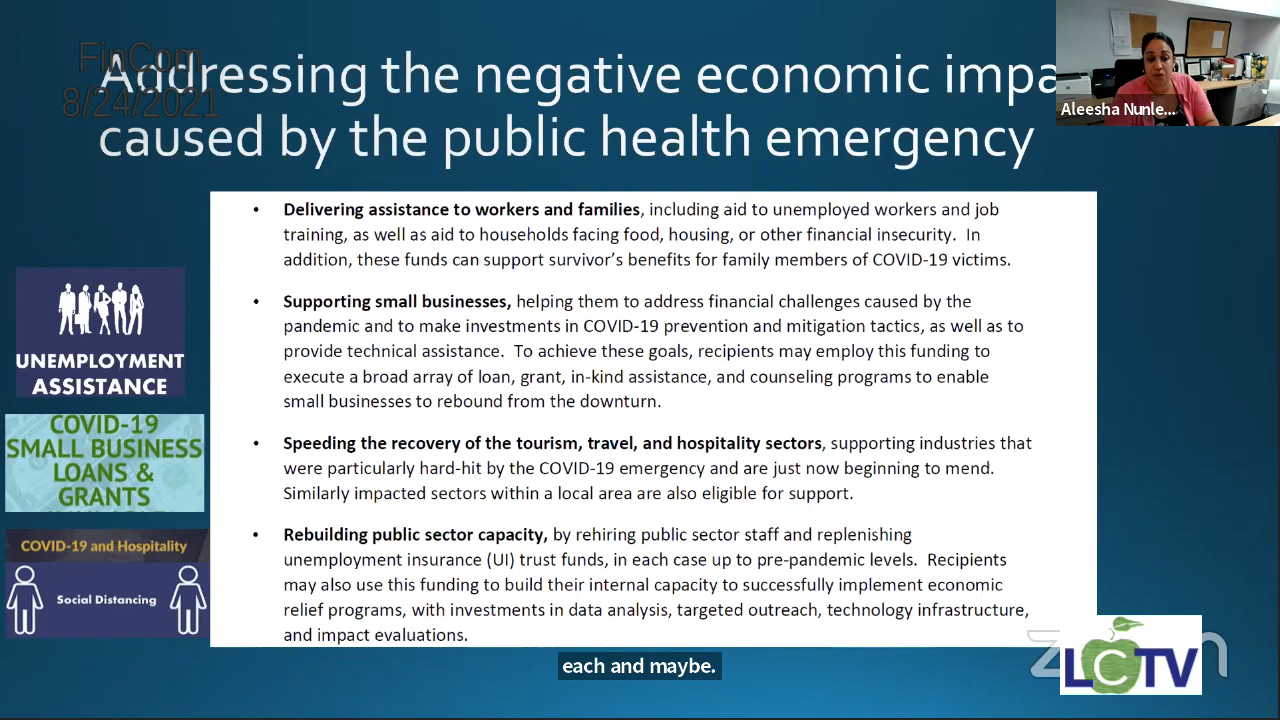 FinCom
8/24/2021
Addressing the negative economic impa
caused by the public health emergency
Aleesha Nunle...
• Delivering assistance to workers and families, including aid to unemployed workers and job
training, as well as aid to households facing food, housing, or other financial insecurity. In
addition, these funds can support survivor's benefits for family members of COVID-19 victims.
• Supporting small businesses, helping them to address financial challenges caused by the
pandemic and to make investments in COVID-19 prevention and mitigation tactics, as well as to
provide technical assistance. To achieve these goals, recipients may employ this funding to
execute a broad array of loan, grant, in-kind assistance, and counseling programs to enable
small businesses to rebound from the downturn.
• Speeding the recovery of the tourism, travel, and hospitality sectors, supporting industries that
were particularly hard-hit by the COVID-19 emergency and are just now beginning to mend.
Similarly impacted sectors within a local area are also eligible for support.
• Rebuilding public sector capacity, by rehiring public sector staff and replenishing
unemployment insurance (UI) trust funds, in each case up to pre-pandemic levels. Recipients
may also use this funding to build their internal capacity to successfully implement economic
relief programs, with investments in data analysis, targeted outreach, technology infrastructure,
and impact evaluations.
UNEMPLOYMENT
ASSISTANCE
COVID-19
SMALL BUSINESS
LOANS &
GRANTS
COVID-19 and Hospitality
Social Distancing
each and maybe.
LCTV